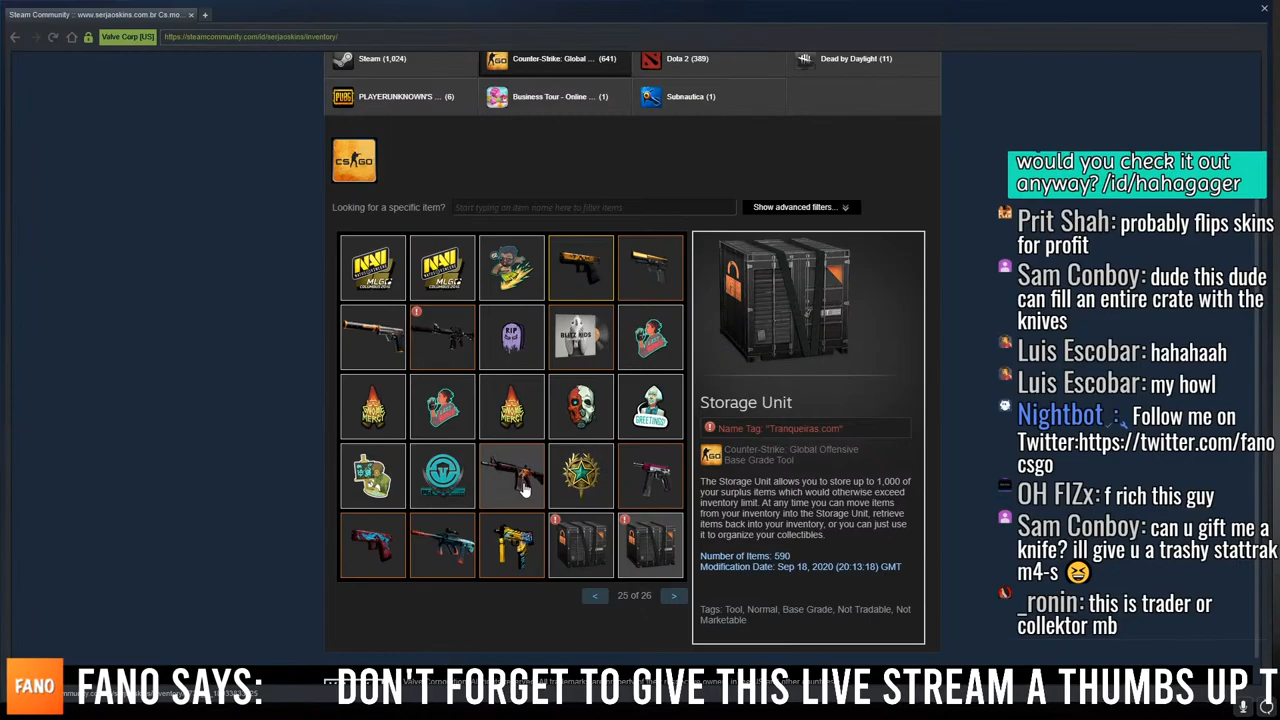 Steam Community :: www.serjaoskins.com.br Cs.mo...
Valve Corp [US]
https://steamcommunity.com/id/serjaoskins/inventory/
Steam (1,024)
Counter-Strike: Global ... (641)
Dota 2 (389)
Dead by Daylight (11)
PLAYERUNKNOWN'S ... (6)
Business Tour - Online ... (1)
Subnautica (1)
CS GO
Looking for a specific item?
Start typing an item name here to filter items
Show advanced filters...
Storage Unit
Name Tag: "Tranqueiras.com"
Counter-Strike: Global Offensive
Base Grade Tool
The Storage Unit allows you to store up to 1,000 of
your surplus items which would otherwise exceed
inventory limit. At any time you can move items
from your inventory into the Storage Unit, retrieve
items back into your inventory, or you can just use
it to organize your collectibles.
Number of Items: 590
Modification Date: Sep 18, 2020 (20:13:18) GMT
Tags: Tool, Normal, Base Grade, Not Tradable, Not
Marketable
< 25 of 26 >
would you check it out
anyway? /id/hahagager
Prit Shah: probably flips skins
for profit
Sam Conboy: dude this dude
can fill an entire crate with the
knives
Luis Escobar: hahahaah
Luis Escobar: my howl
Nightbot : Follow me on
Twitter:https://twitter.com/fano
csgo
OH FIZx: f rich this guy
Sam Conboy: can u gift me a
knife? ill give u a trashy stattrak
m4-s 😆
_ronin: this is trader or
collektor mb
FANO
FANO SAYS:
DON'T FORGET TO GIVE THIS LIVE STREAM A THUMBS UP T